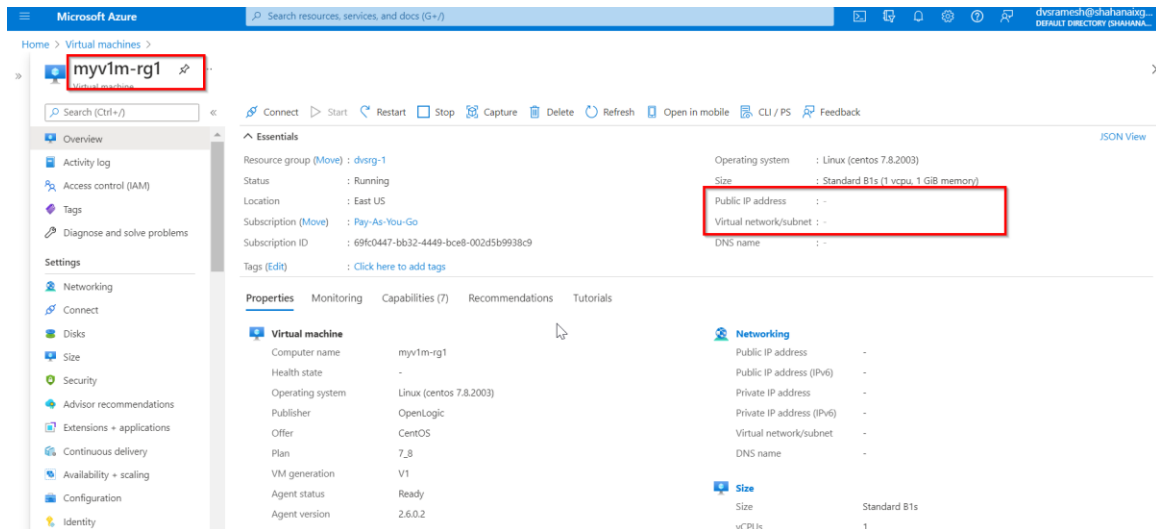 Microsoft Azure
Search resources, services, and docs (G+/)
dvsramesh@shahanaixg...
DEFAULT DIRECTORY (SHAHANA...
Home > Virtual machines >
myv1m-rg1
Virtual machine
Search (Ctrl+/)
Connect Start Restart Stop Capture Delete Refresh Open in mobile CLI / PS Feedback
Overview
Activity log
Access control (IAM)
Tags
Diagnose and solve problems
Settings
Networking
Connect
Disks
Size
Security
Advisor recommendations
Extensions + applications
Continuous delivery
Availability + scaling
Configuration
Identity
Essentials
JSON View
Resource group (Move) : dvsrg-1
Status : Running
Location : East US
Subscription (Move) : Pay-As-You-Go
Subscription ID : 69fc0447-bb32-4449-bce8-002d5b9938c9
Tags (Edit) : Click here to add tags
Operating system : Linux (centos 7.8.2003)
Size : Standard B1s (1 vcpu, 1 GiB memory)
Public IP address : -
Virtual network/subnet : -
DNS name : -
Properties Monitoring Capabilities (7) Recommendations Tutorials
Virtual machine
Computer name myv1m-rg1
Health state -
Operating system Linux (centos 7.8.2003)
Publisher OpenLogic
Offer CentOS
Plan 7_8
VM generation V1
Agent status Ready
Agent version 2.6.0.2
Networking
Public IP address -
Public IP address (IPv6) -
Private IP address -
Private IP address (IPv6) -
Virtual network/subnet -
DNS name -
Size
Size Standard B1s
vCPUs 1